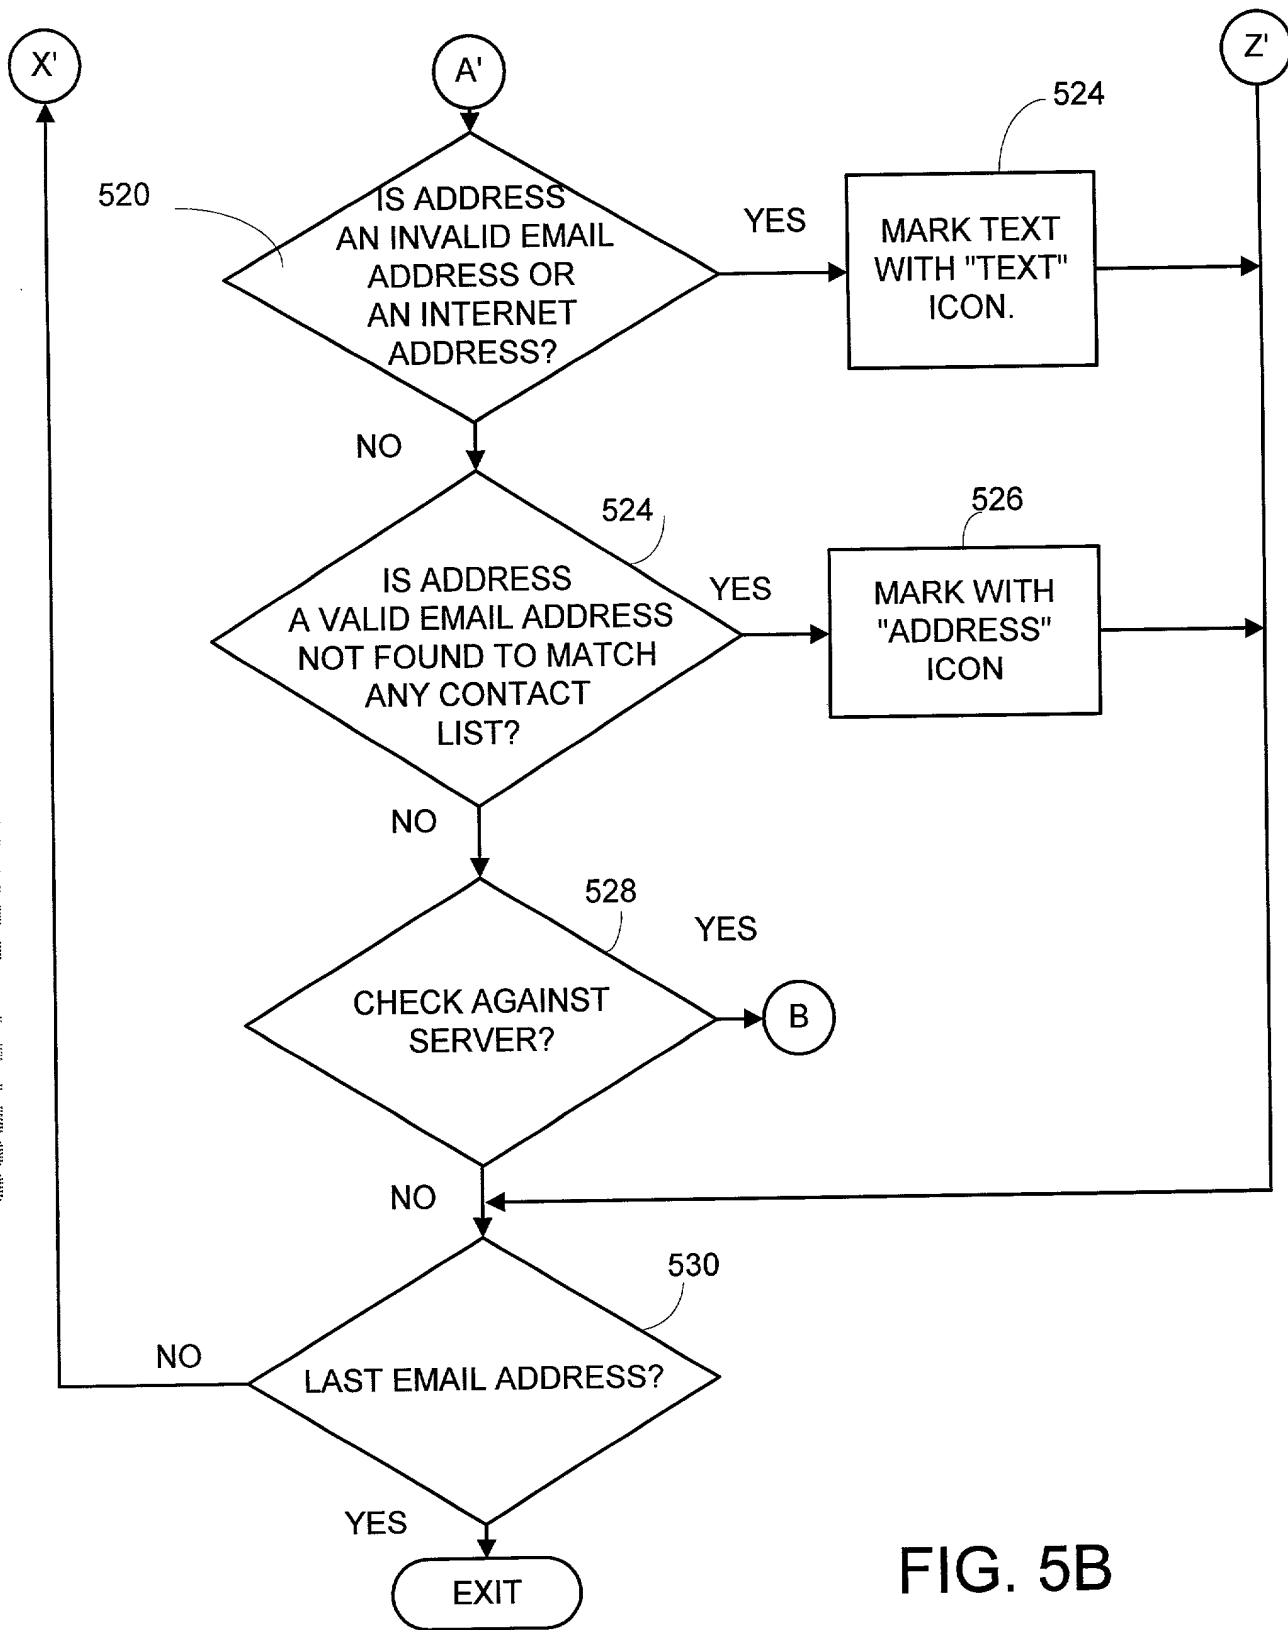 X'
A'
Z'
524
520
IS ADDRESS
AN INVALID EMAIL
ADDRESS OR
AN INTERNET
ADDRESS?
YES
MARK TEXT
WITH "TEXT"
ICON.
NO
524
526
IS ADDRESS
A VALID EMAIL ADDRESS
NOT FOUND TO MATCH
ANY CONTACT
LIST?
YES
MARK WITH
"ADDRESS"
ICON
NO
528
YES
CHECK AGAINST
SERVER?
B
NO
530
NO
LAST EMAIL ADDRESS?
YES
EXIT
FIG. 5B